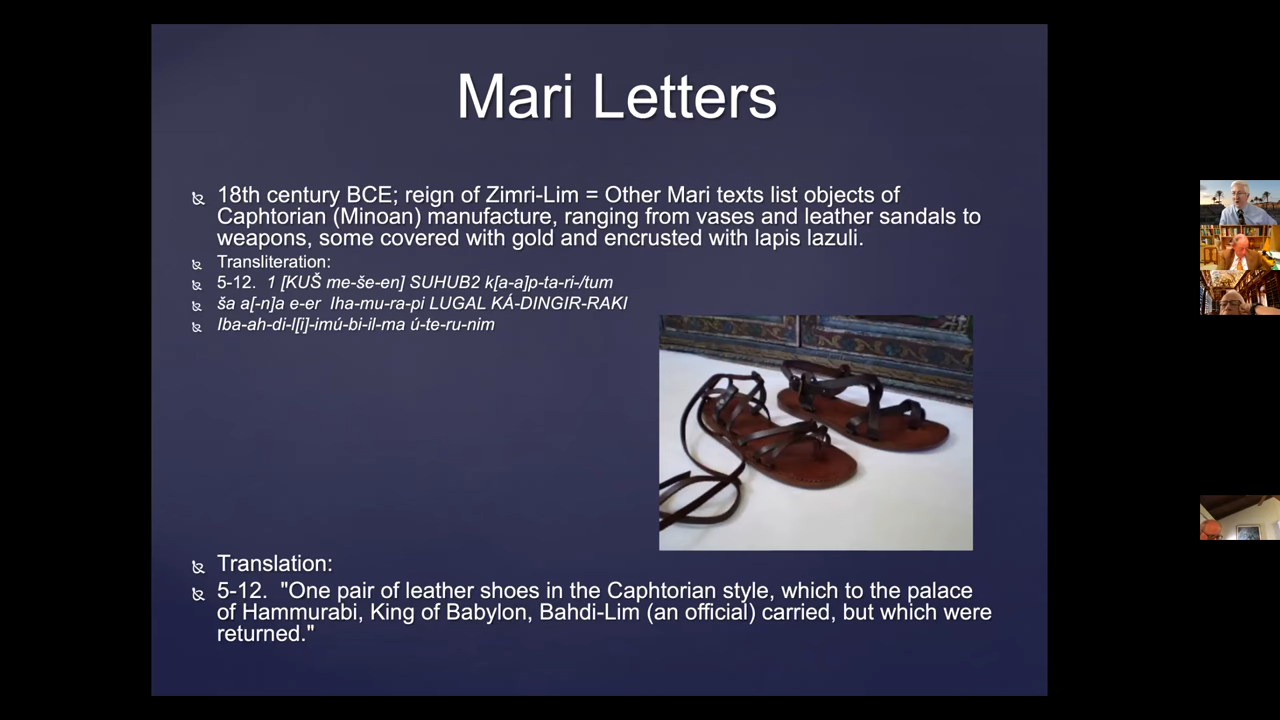 Mari Letters
18th century BCE; reign of Zimri-Lim = Other Mari texts list objects of
Caphtorian (Minoan) manufacture, ranging from vases and leather sandals to
weapons, some covered with gold and encrusted with lapis lazuli.
Transliteration:
5-12. 1 [KUŠ me-še-en] SUHUB2 k[a-a]p-ta-ri-/tum
ša a[-n]a e-er Iha-mu-ra-pi LUGAL KÁ-DINGIR-RAKI
Iba-ah-di-l[i]-imú-bi-il-ma ú-te-ru-nim
Translation:
5-12. "One pair of leather shoes in the Caphtorian style, which to the palace
of Hammurabi, King of Babylon, Bahdi-Lim (an official) carried, but which were
returned."